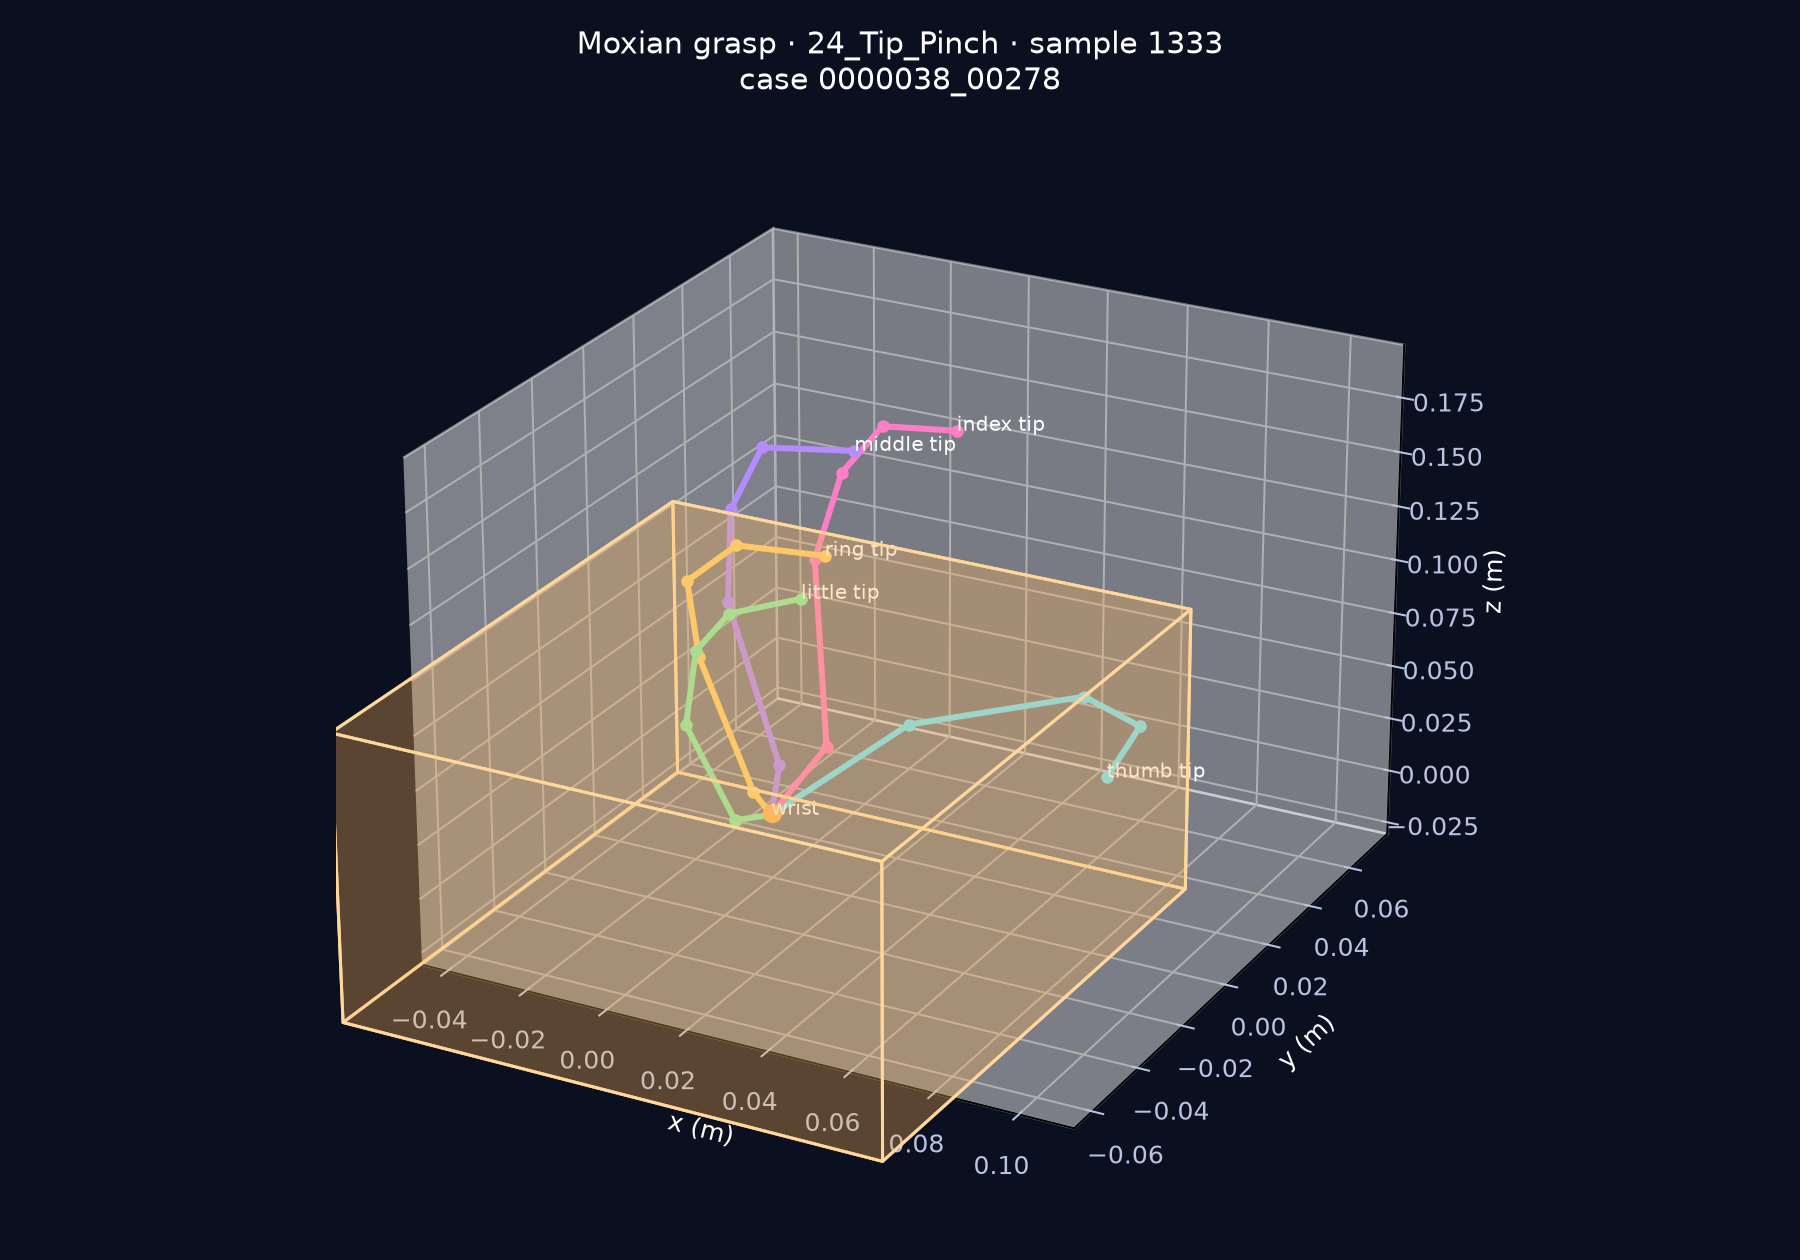 Moxian grasp · 24_Tip_Pinch · sample 1333
case 0000038_00278
index tip
middle tip
ring tip
little tip
thumb tip
wrist
0.175
0.150
0.125
0.100
0.075
0.050
0.025
0.000
−0.025
z (m)
0.06
0.04
0.02
0.00
−0.02
−0.04
−0.06
y (m)
−0.04
−0.02
0.00
0.02
0.04
0.06
0.08
0.10
x (m)